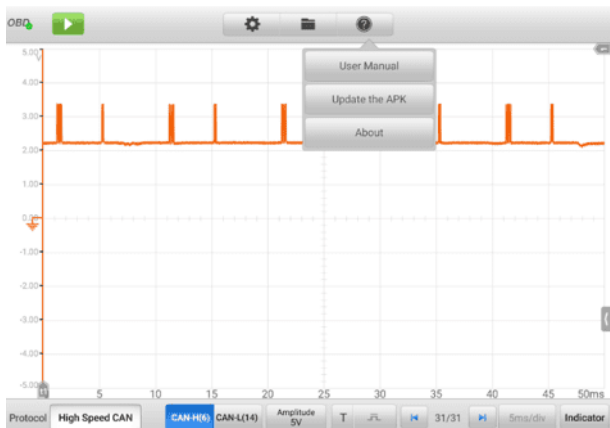 OBD
User Manual
Update the APK
About
5.00
V
4.00
3.00
2.00
1.00
0.00
-1.00
-2.00
-3.00
-4.00
-5.00
5 10 15 20 25 30 35 40 45 50ms
Protocol High Speed CAN CAN-H(6) CAN-L(14) Amplitude 5V T 31/31 5ms/div Indicator